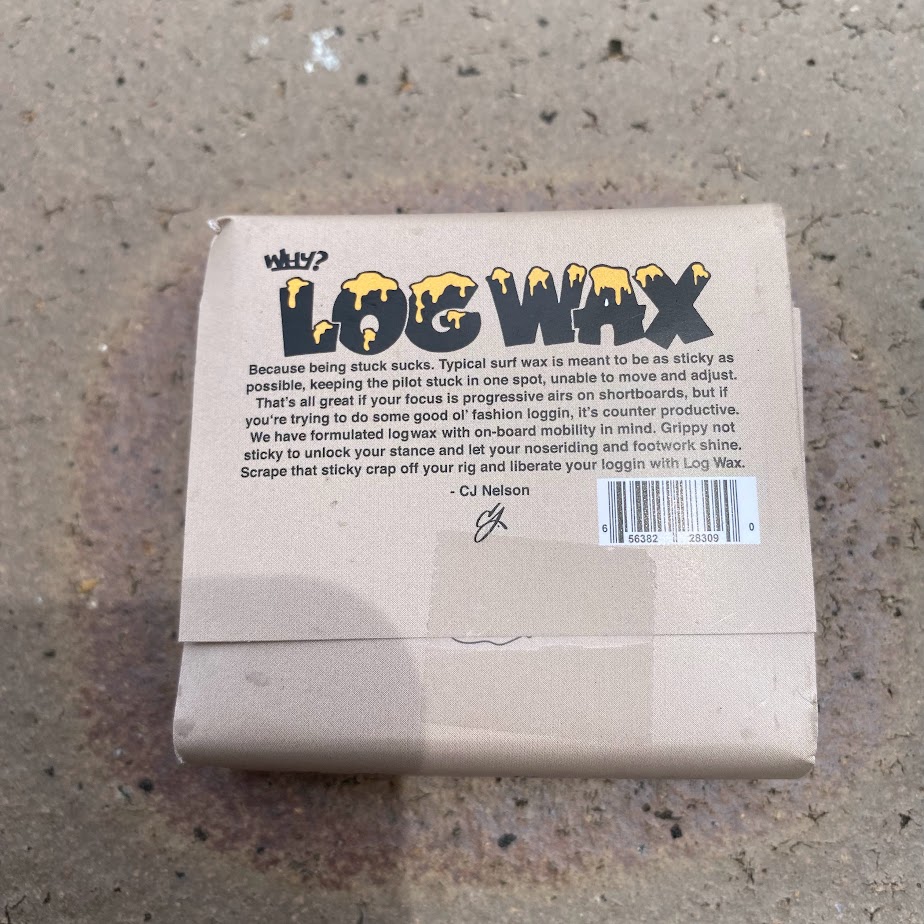 WHY?
LOG WAX
Because being stuck sucks. Typical surf wax is meant to be as sticky as
possible, keeping the pilot stuck in one spot, unable to move and adjust.
That's all great if your focus is progressive airs on shortboards, but if
you're trying to do some good ol' fashion loggin, it's counter productive.
We have formulated logwax with on-board mobility in mind. Grippy not
sticky to unlock your stance and let your noseriding and footwork shine.
Scrape that sticky crap off your rig and liberate your loggin with Log Wax.
- CJ Nelson
CJ
6 56382 28309 0